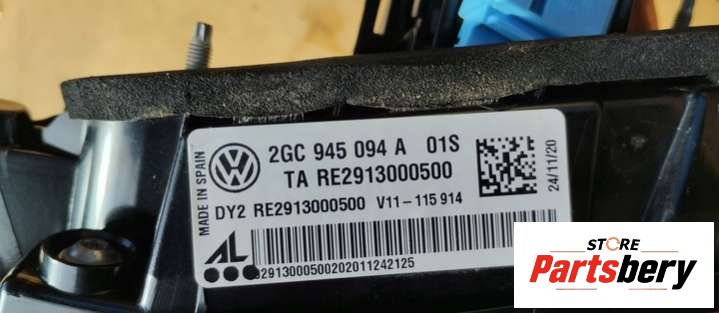 MADE IN SPAIN
2GC 945 094 A 01S
TA RE2913000500
DY2 RE2913000500 V11-115 914
24/11/20
AL
2913000500202011242125
STORE
Partsbery